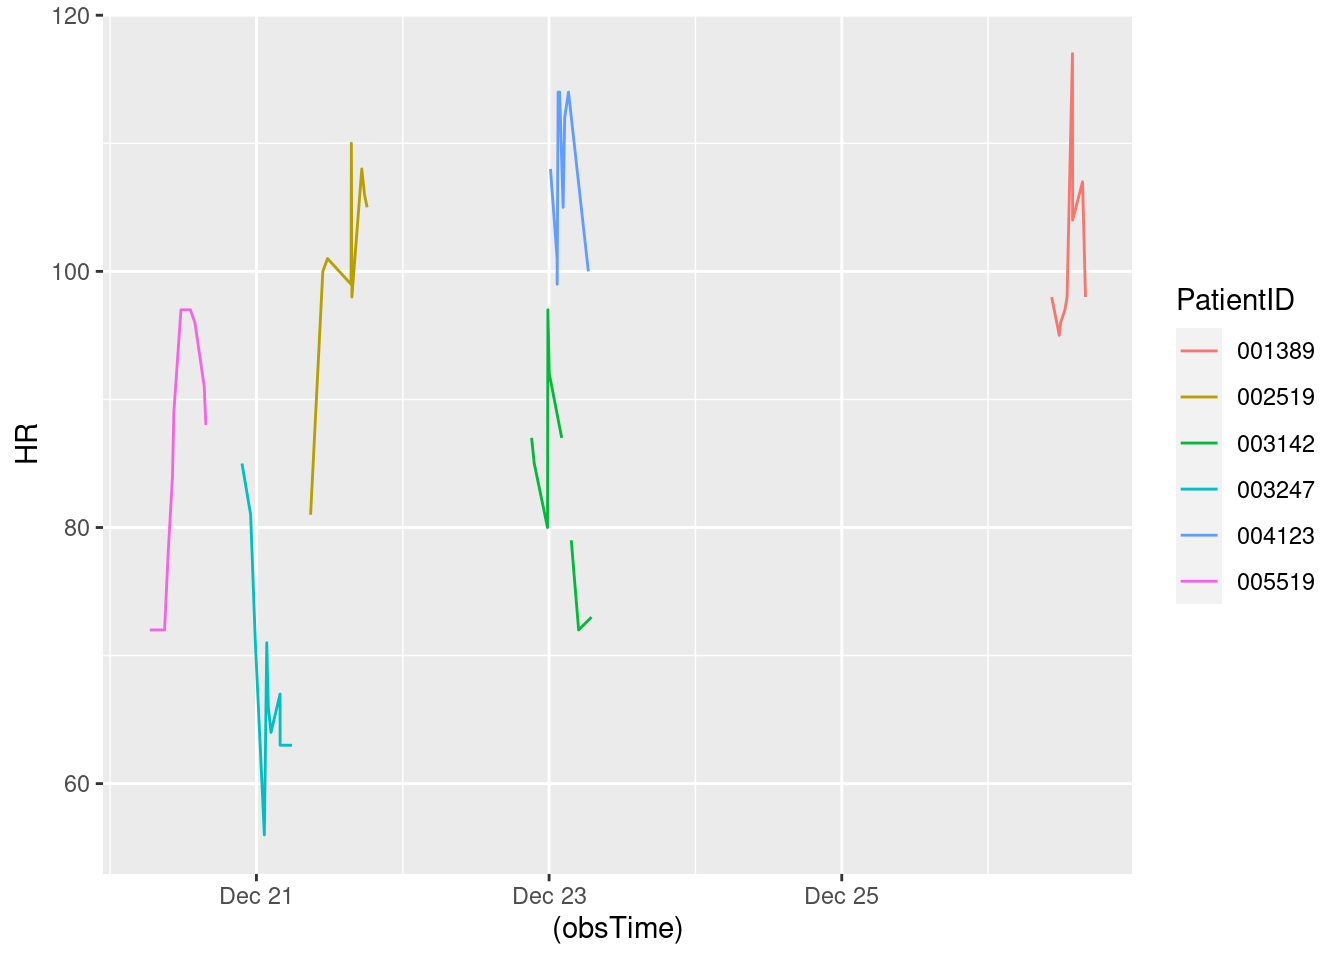 120
100
80
60
HR
Dec 21
Dec 23
Dec 25
(obsTime)
PatientID
001389
002519
003142
003247
004123
005519